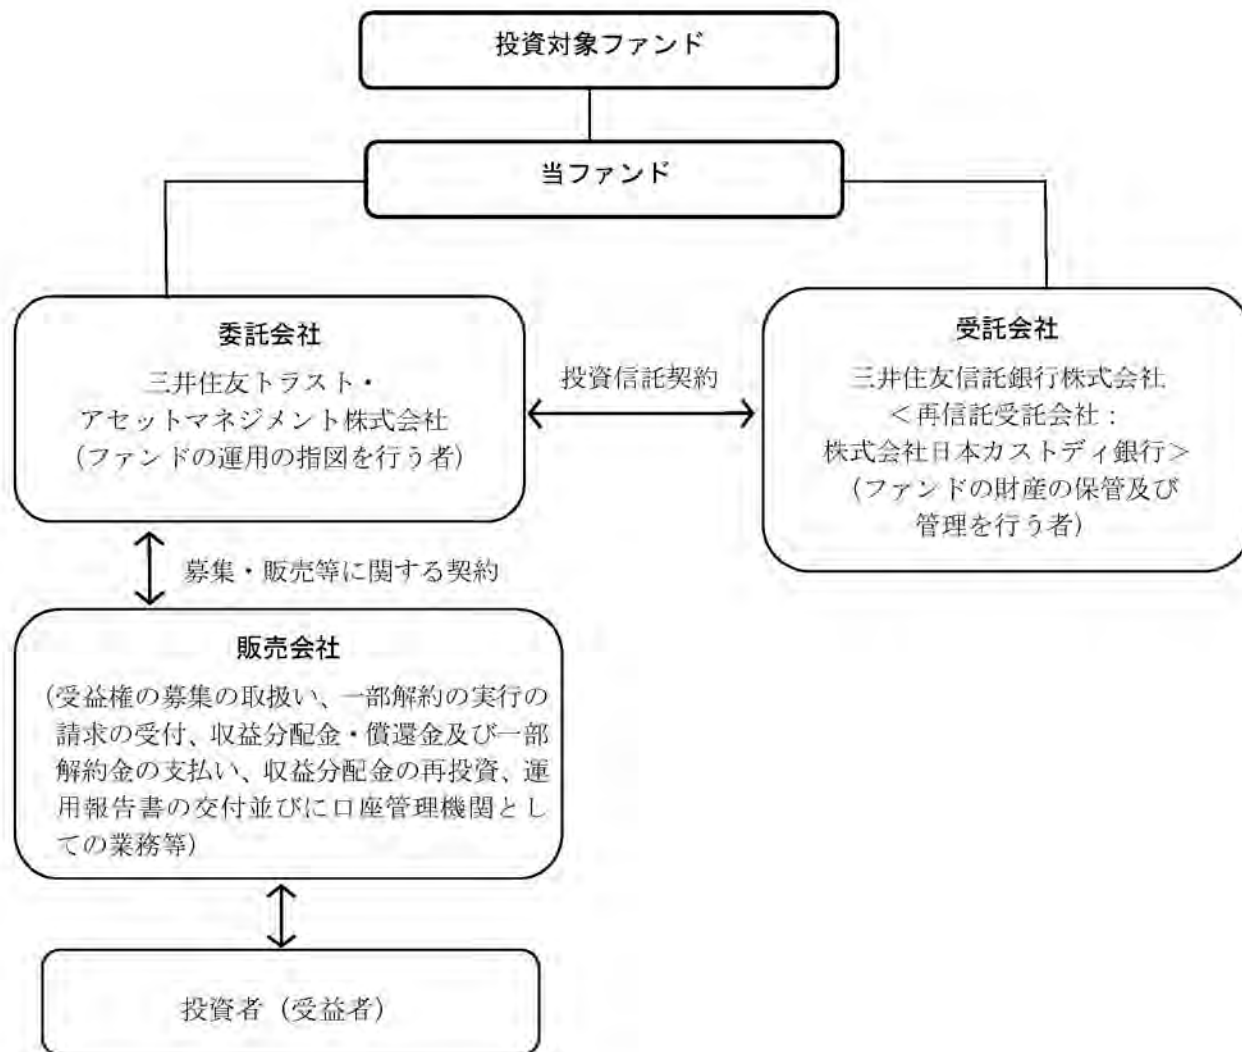 投資対象ファンド
当ファンド
委託会社
三井住友トラスト・
アセットマネジメント株式会社
（ファンドの運用の指図を行う者）
投資信託契約
受託会社
三井住友信託銀行株式会社
＜再信託受託会社：
株式会社日本カストディ銀行＞
（ファンドの財産の保管及び
管理を行う者）
募集・販売等に関する契約
販売会社
（受益権の募集の取扱い、一部解約の実行の
請求の受付、収益分配金・償還金及び一部
解約金の支払い、収益分配金の再投資、運
用報告書の交付並びに口座管理機関とし
ての業務等）
投資者（受益者）